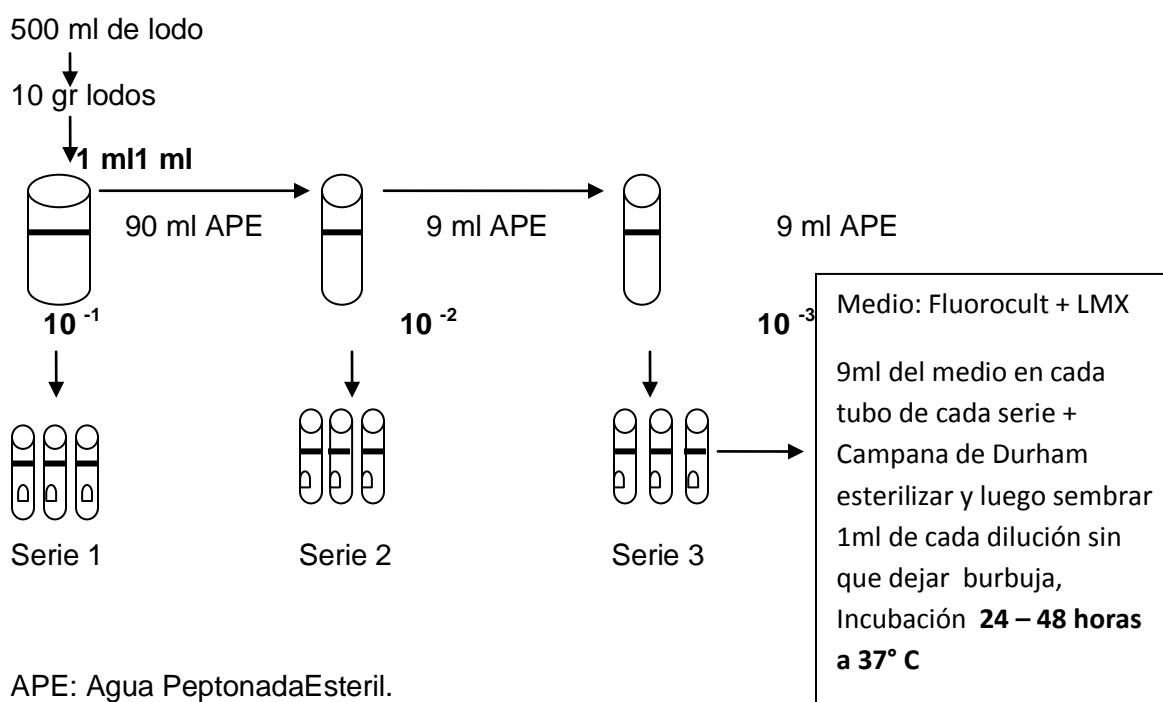 500 ml de lodo
10 gr lodos
1 ml1 ml
90 ml APE
9 ml APE
9 ml APE
10 -1
10 -2
10 -3
Serie 1
Serie 2
Serie 3
Medio: Fluorocult + LMX
9ml del medio en cada
tubo de cada serie +
Campana de Durham
esterilizar y luego sembrar
1ml de cada dilución sin
que dejar burbuja,
Incubación 24 – 48 horas
a 37° C
APE: Agua PeptonadaEsteril.